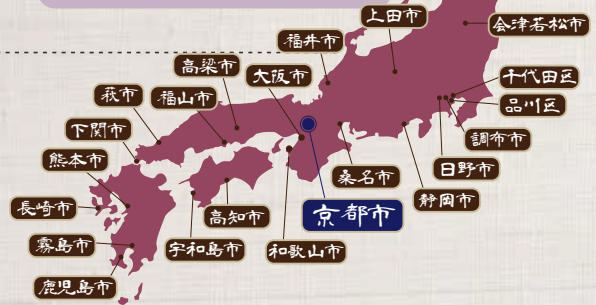 上田市
会津若松市
福井市
高梁市
大阪市
千代田区
萩市
福山市
品川区
下関市
調布市
熊本市
日野市
桑名市
静岡市
長崎市
高知市
京都市
霧島市
宇和島市
和歌山市
鹿児島市